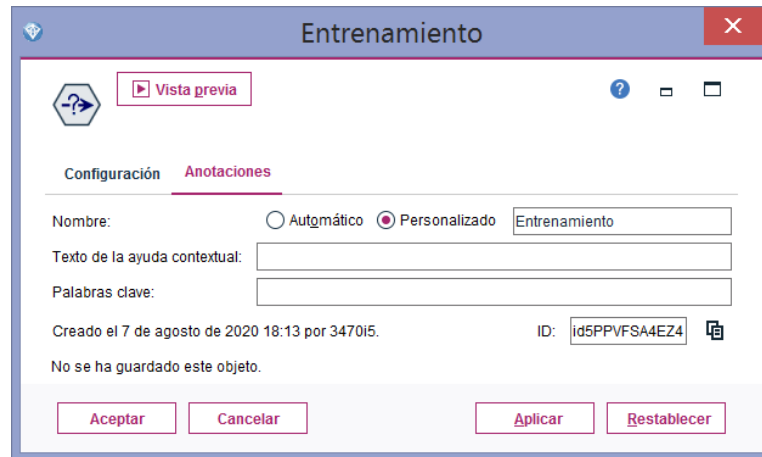 Entrenamiento
Vista previa
Configuración Anotaciones
Nombre: Automático Personalizado Entrenamiento
Texto de la ayuda contextual:
Palabras clave:
Creado el 7 de agosto de 2020 18:13 por 3470i5. ID: id5PPVFSA4EZ4
No se ha guardado este objeto.
Aceptar Cancelar Aplicar Restablecer